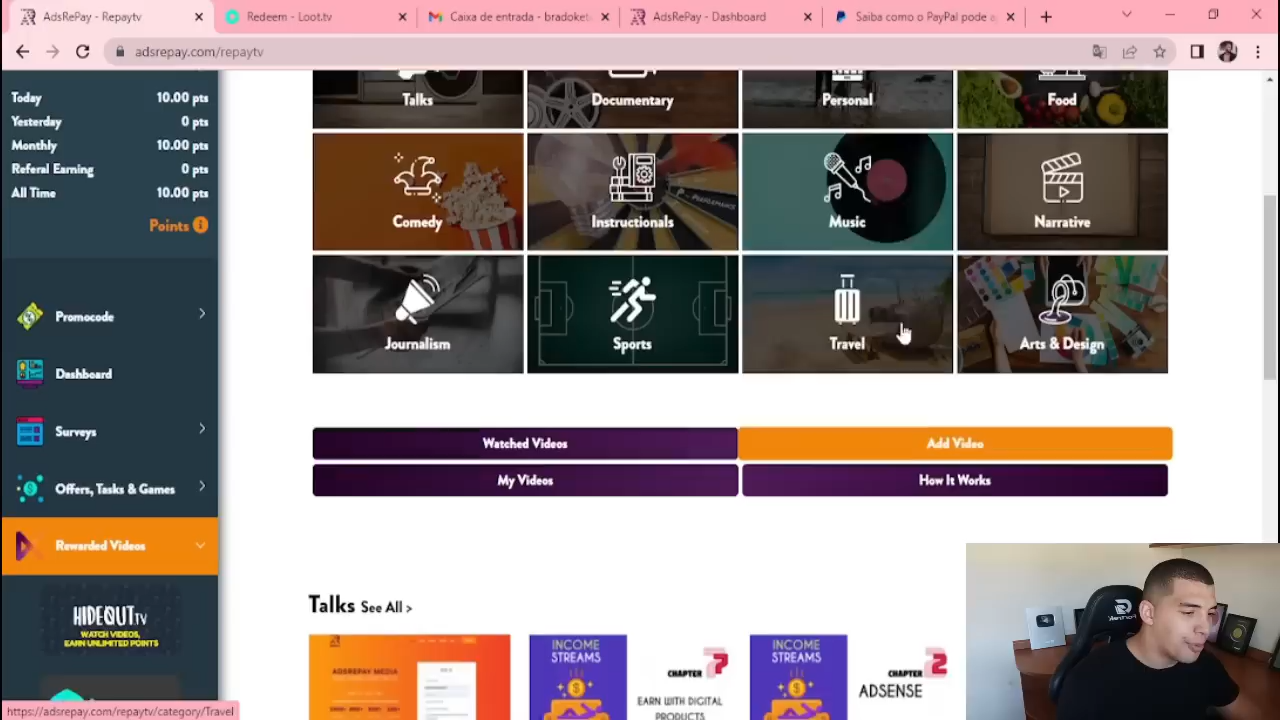 AdsRePay - Repaytv
Redeem - Loot.tv
Caixa de entrada - bradoket
AdsRePay - Dashboard
Saiba como o PayPal pode a
adsrepay.com/repaytv
Today 10.00 pts
Yesterday 0 pts
Monthly 10.00 pts
Referal Earning 0 pts
All Time 10.00 pts
Points
Promocode
Dashboard
Surveys
Offers, Tasks & Games
Rewarded Videos
HIDEOUT.TV
WATCH VIDEOS,
EARN UNLIMITED POINTS
https://adsrepay.com/repaytv/category/Travel
Talks
Documentary
Personal
Food
Comedy
Instructionals
Music
Narrative
Journalism
Sports
Travel
Arts & Design
Watched Videos
Add Video
My Videos
How It Works
Talks See All >
ADSREPAY MEDIA
INCOME
STREAMS
CHAPTER 7
EARN WITH DIGITAL
PRODUCTS
INCOME
STREAMS
CHAPTER 2
ADSENSE